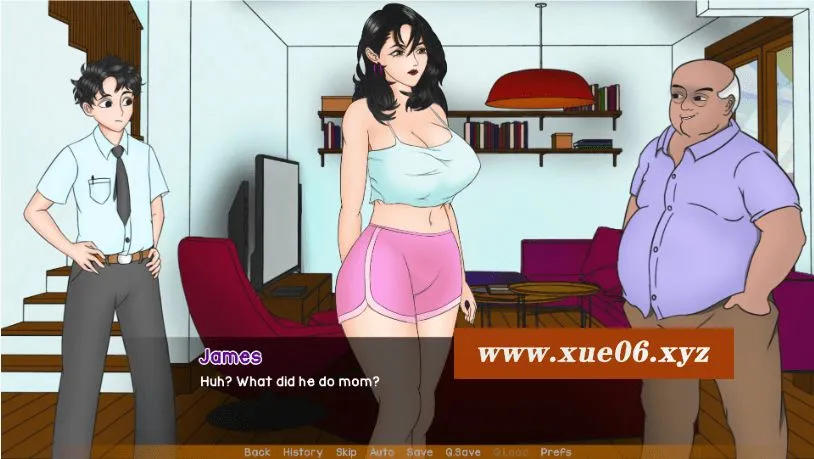 James
www.xue06.xyz
Huh? What did he do mom?
Back History Skip Auto Save Q.Save Q.Load Prefs